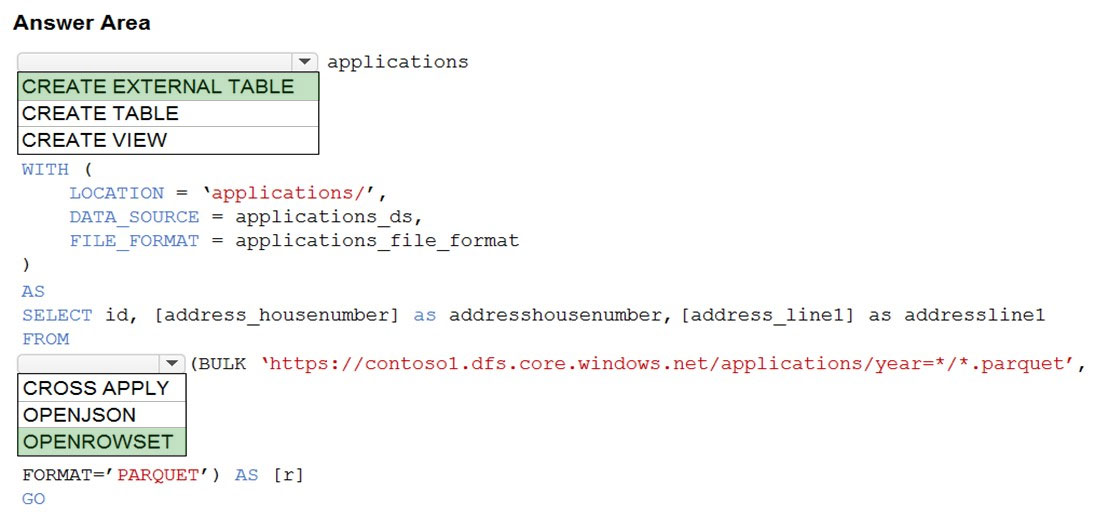 Answer Area
applications
CREATE EXTERNAL TABLE
CREATE TABLE
CREATE VIEW
WITH (
LOCATION = ‘applications/’,
DATA_SOURCE = applications_ds,
FILE_FORMAT = applications_file_format
)
AS
SELECT id, [address_housenumber] as addresshousenumber, [address_line1] as addressline1
FROM
(BULK ‘https://contoso1.dfs.core.windows.net/applications/year=*/*.parquet’,
CROSS APPLY
OPENJSON
OPENROWSET
FORMAT=’PARQUET’) AS [r]
GO